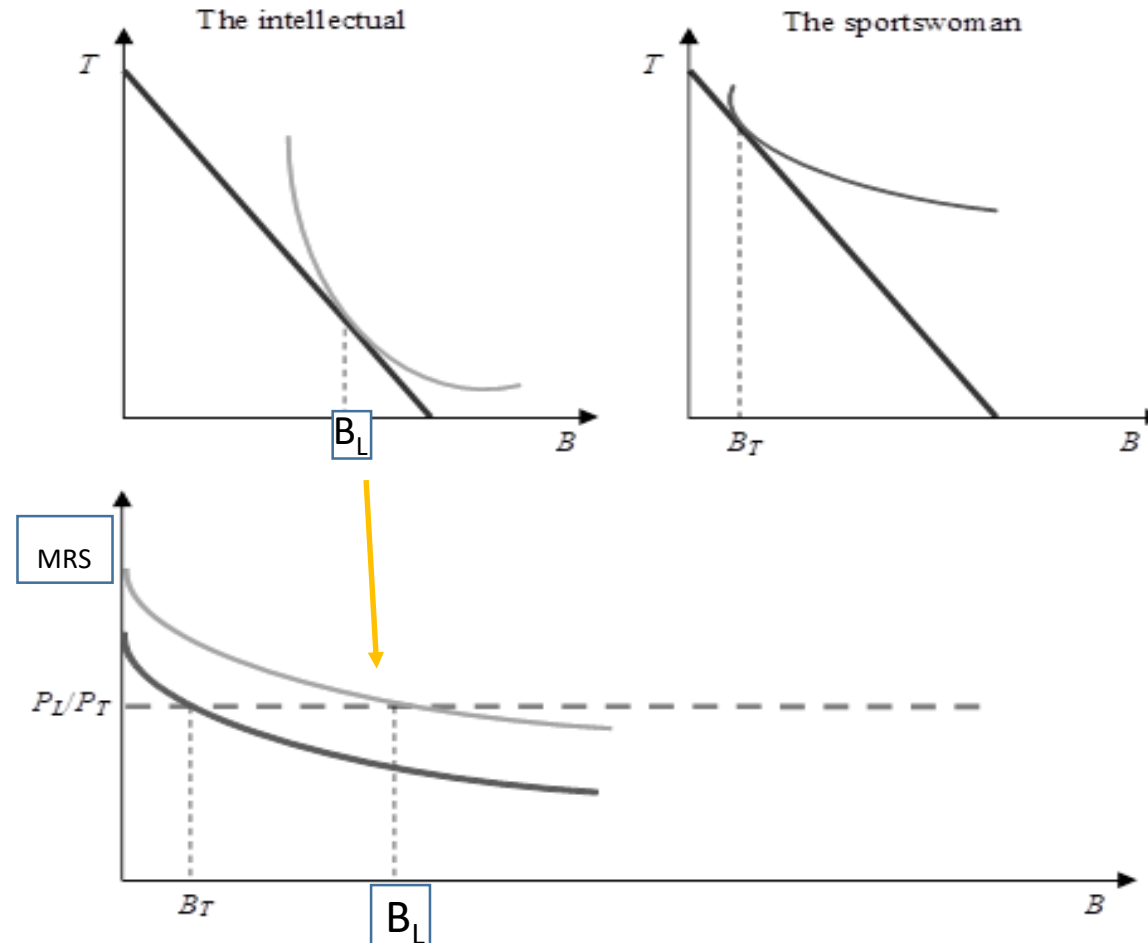 The intellectual
The sportswoman
T
T
B_L
B
B_T
B
MRS
P_L/P_T
B_T
B_L
B